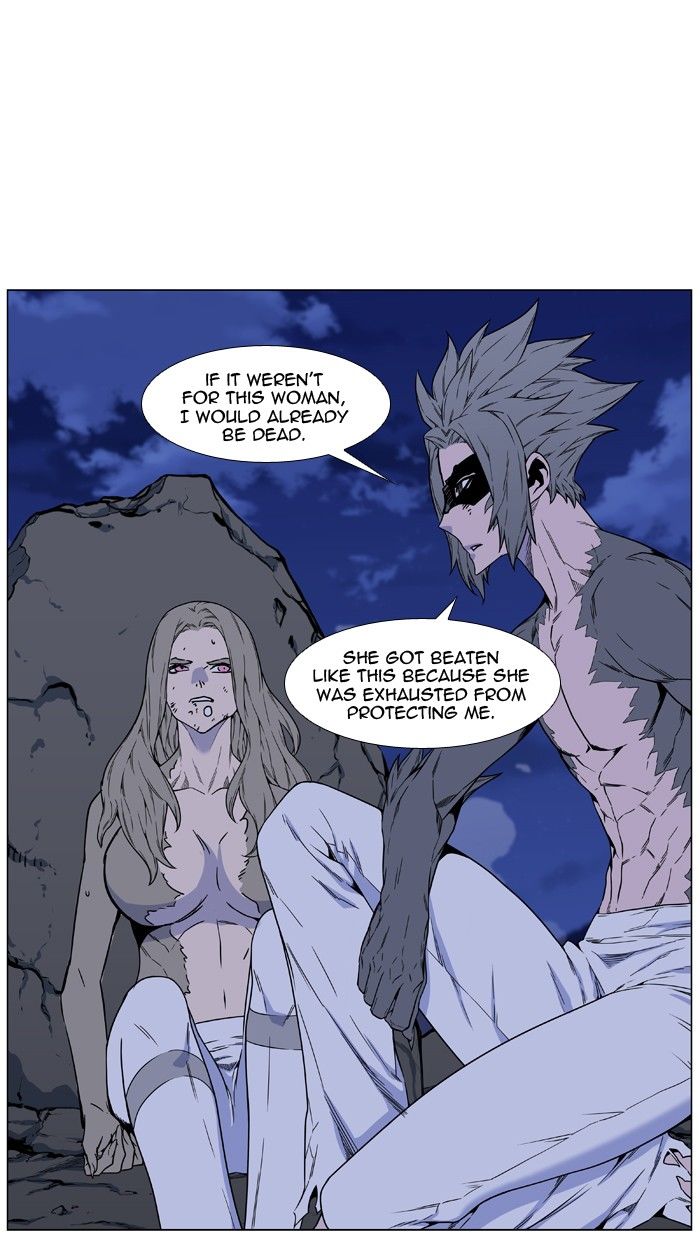 IF IT WEREN'T
FOR THIS WOMAN,
I WOULD ALREADY
BE DEAD.
SHE GOT BEATEN
LIKE THIS BECAUSE SHE
WAS EXHAUSTED FROM
PROTECTING ME.